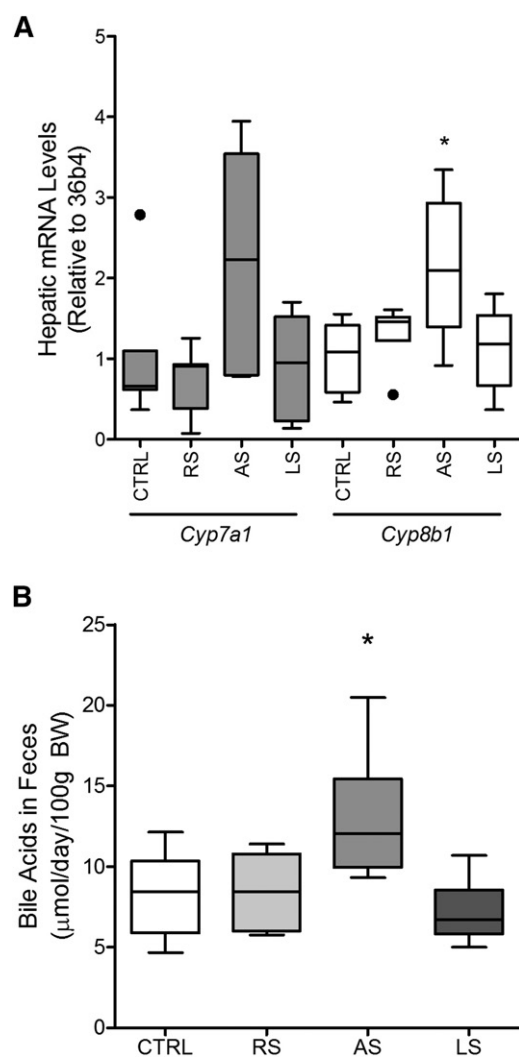 A
Hepatic mRNA Levels
(Relative to 36b4)
5
4
3
2
1
0
*
CTRL RS AS LS CTRL RS AS LS
Cyp7a1 Cyp8b1
B
Bile Acids in Feces
(μmol/day/100g BW)
25
20
15
10
5
0
*
CTRL RS AS LS